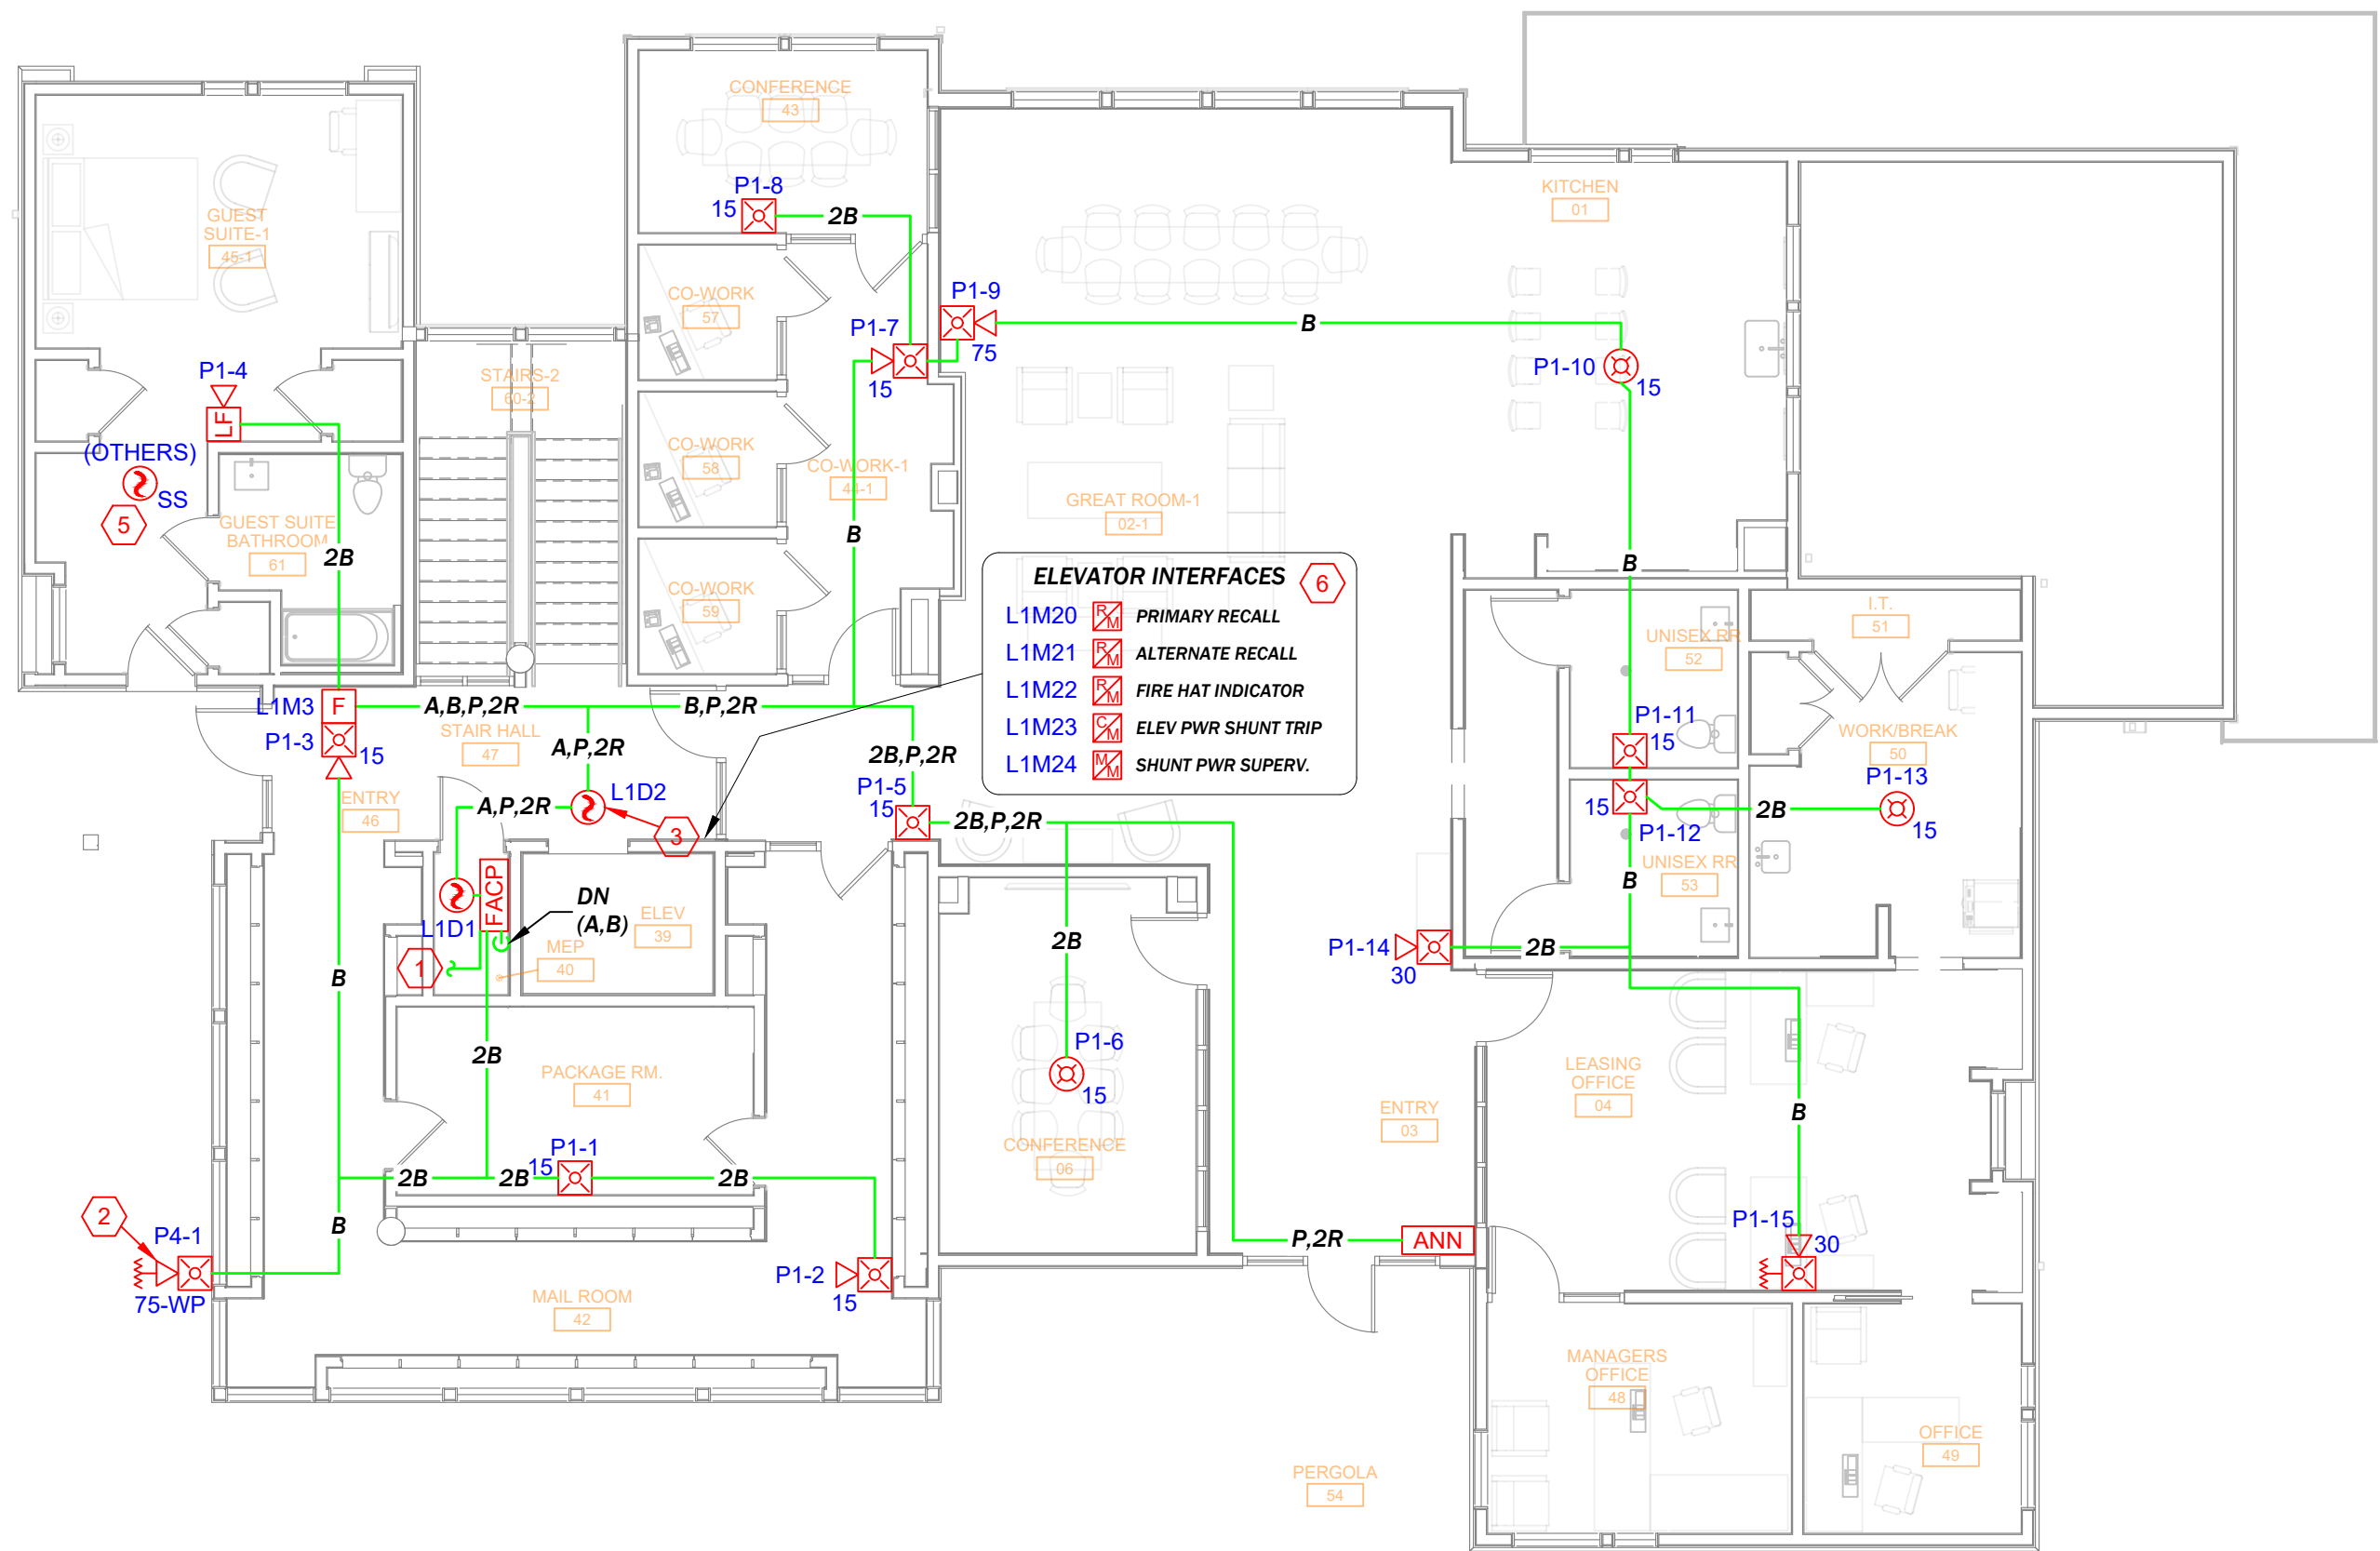 CONFERENCE
43
P1-8
15
2B
GUEST
SUITE-1
45-1
KITCHEN
01
CO-WORK
57
P1-9
75
B
P1-7
15
P1-10
15
P1-4
LF
STAIRS-2
60-2
(OTHERS)
SS
5
CO-WORK
58
CO-WORK-1
44-1
GREAT ROOM-1
02-1
GUEST SUITE
BATHROOM
61
2B
B
B
CO-WORK
59
ELEVATOR INTERFACES
6
L1M20 R/M PRIMARY RECALL
L1M21 R/M ALTERNATE RECALL
L1M22 R/M FIRE HAT INDICATOR
L1M23 C/M ELEV PWR SHUNT TRIP
L1M24 M/M SHUNT PWR SUPERV.
UNISEX RR
52
I.T.
51
L1M3
F
A,B,P,2R
B,P,2R
P1-3
15
STAIR HALL
47
A,P,2R
2B,P,2R
P1-11
15
WORK/BREAK
50
P1-13
15
ENTRY
46
A,P,2R
L1D2
3
P1-5
15
2B,P,2R
15
P1-12
2B
UNISEX RR
53
B
FACP
L1D1
DN
(A,B)
ELEV
39
MEP
40
1
B
2B
P1-14
30
2B
2B
PACKAGE RM.
41
P1-6
15
LEASING
OFFICE
04
B
ENTRY
03
CONFERENCE
06
2B
2B
P1-1
15
2B
2
P4-1
75-WP
B
P1-2
15
P,2R
ANN
P1-15
30
MAIL ROOM
42
MANAGERS
OFFICE
48
OFFICE
49
PERGOLA
54